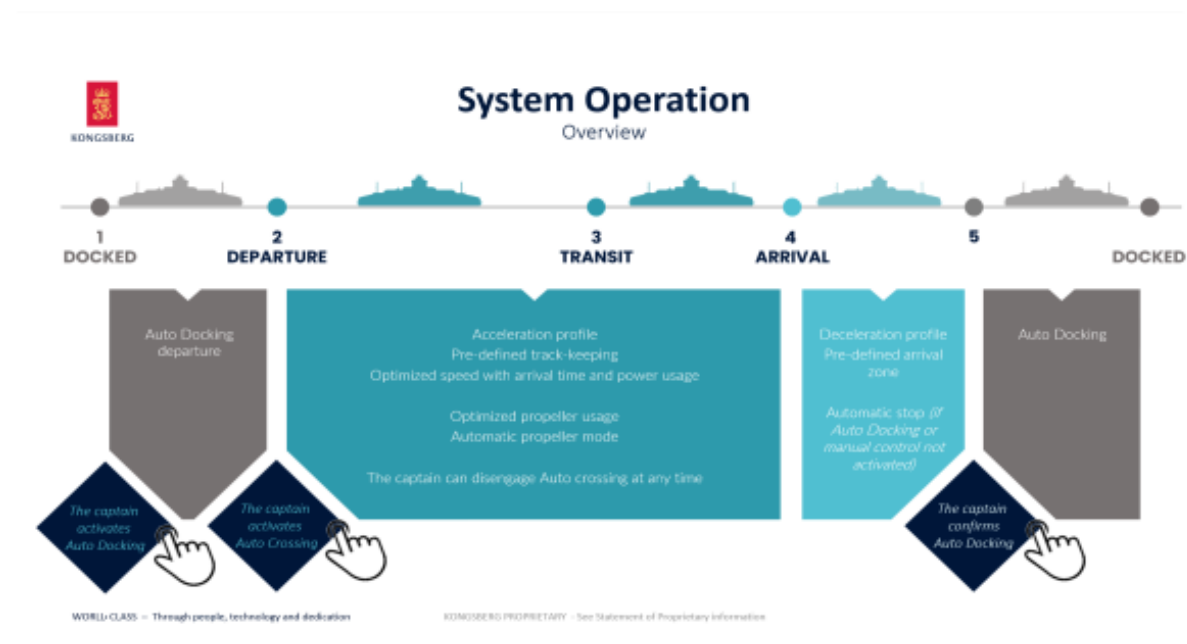 KONGSBERG
System Operation
Overview
1
DOCKED
2
DEPARTURE
3
TRANSIT
4
ARRIVAL
5
DOCKED
Auto Docking
departure
Acceleration profile
Pre-defined track-keeping
Optimized speed with arrival time and power usage
Optimized propeller usage
Automatic propeller mode
The captain can disengage Auto crossing at any time
Deceleration profile
Pre-defined arrival
zone
Automatic stop (if
Auto Docking or
manual control not
activated)
Auto Docking
The captain
activates
Auto Docking
The captain
activates
Auto Crossing
The captain
confirms
Auto Docking
WORLD CLASS – Through people, technology and dedication
KONGSBERG PROPRIETARY - See Statement of Proprietary information